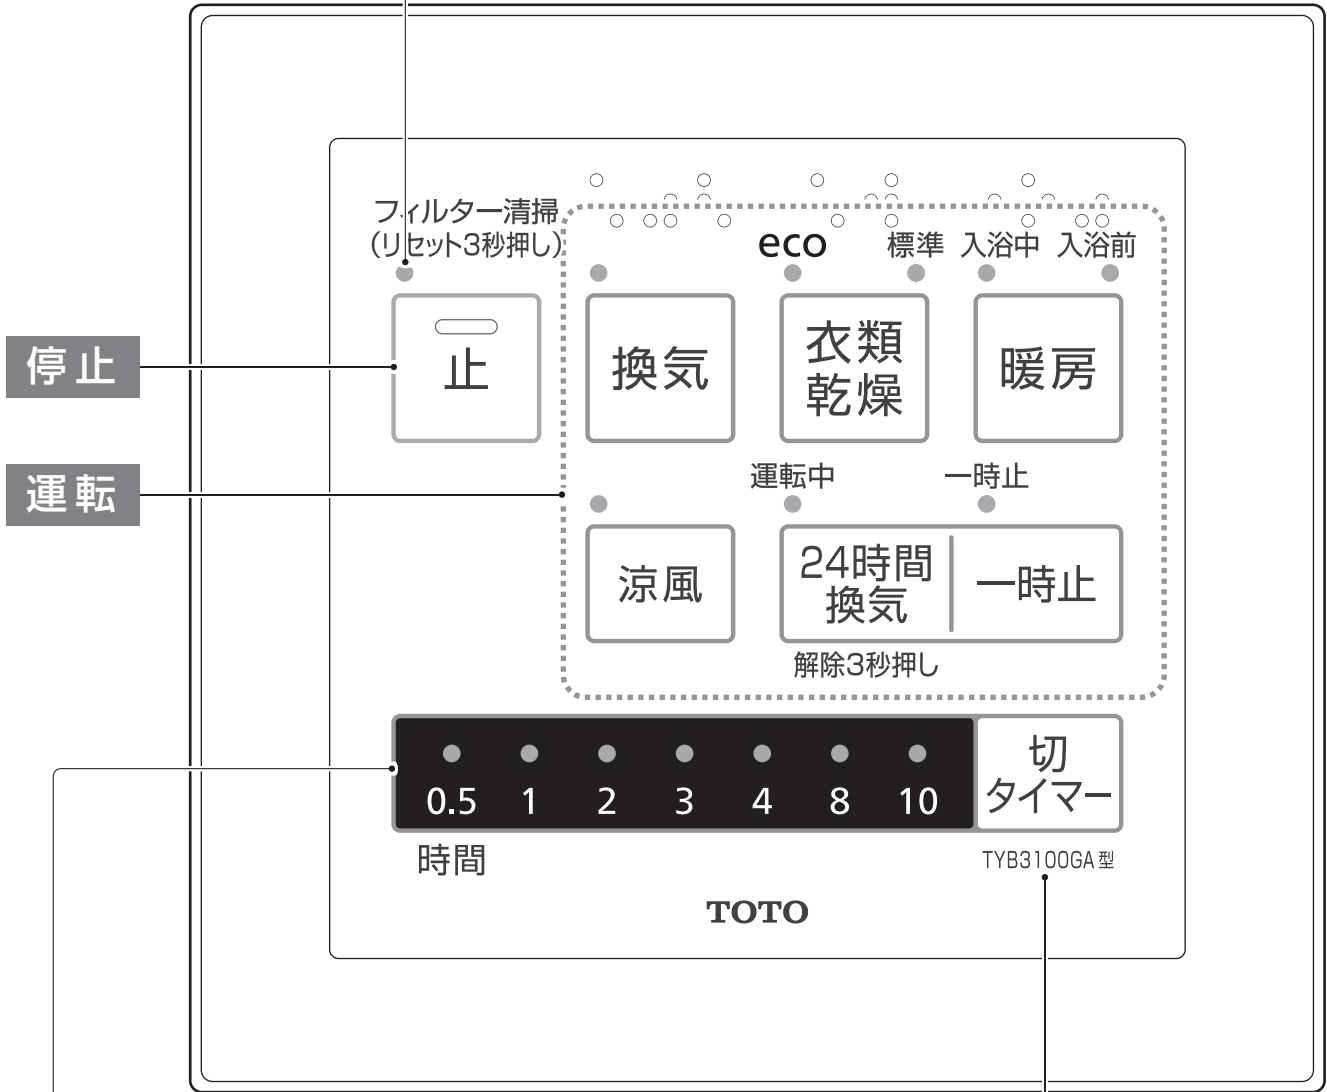 フィルター清掃
(リセット3秒押し)
eco 標準 入浴中 入浴前
停止
止
換気
衣類
乾燥
暖房
運転
運転中 一時止
涼風
24時間
換気
一時止
解除3秒押し
0.5 1 2 3 4 8 10
切
タイマー
時間
TYB3100GA型
TOTO